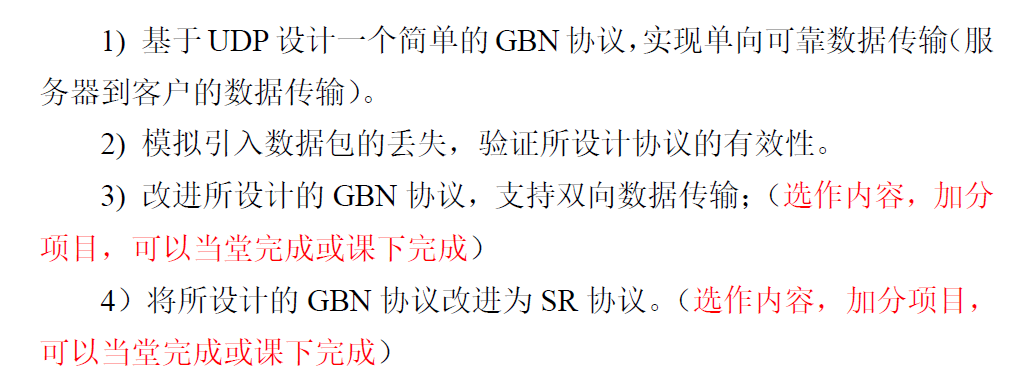 1) 基于 UDP 设计一个简单的 GBN 协议，实现单向可靠数据传输（服
务器到客户的数据传输）。
2) 模拟引入数据包的丢失，验证所设计协议的有效性。
3) 改进所设计的 GBN 协议，支持双向数据传输；（选作内容，加分
项目，可以当堂完成或课下完成）
4）将所设计的 GBN 协议改进为 SR 协议。（选作内容，加分项目，
可以当堂完成或课下完成）